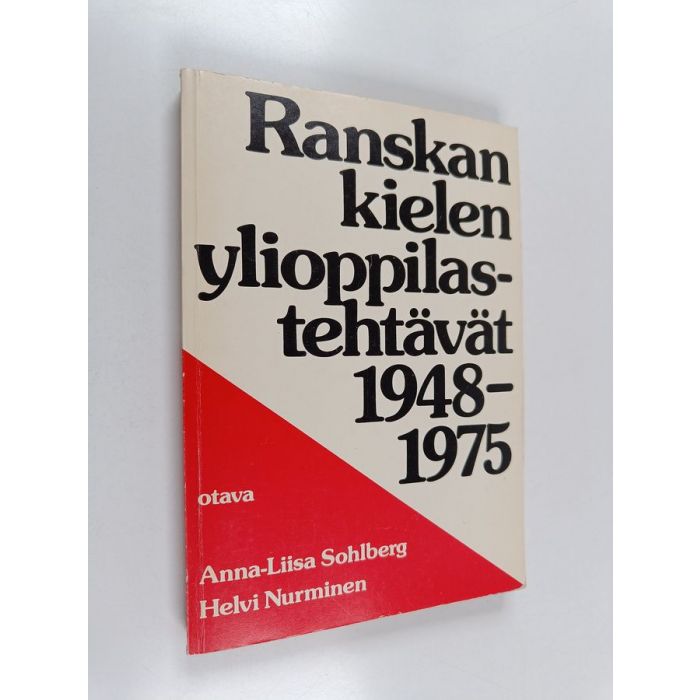 Ranskan
kielen
ylioppilas-
tehtävät
1948–
1975
otava
Anna-Liisa Sohlberg
Helvi Nurminen